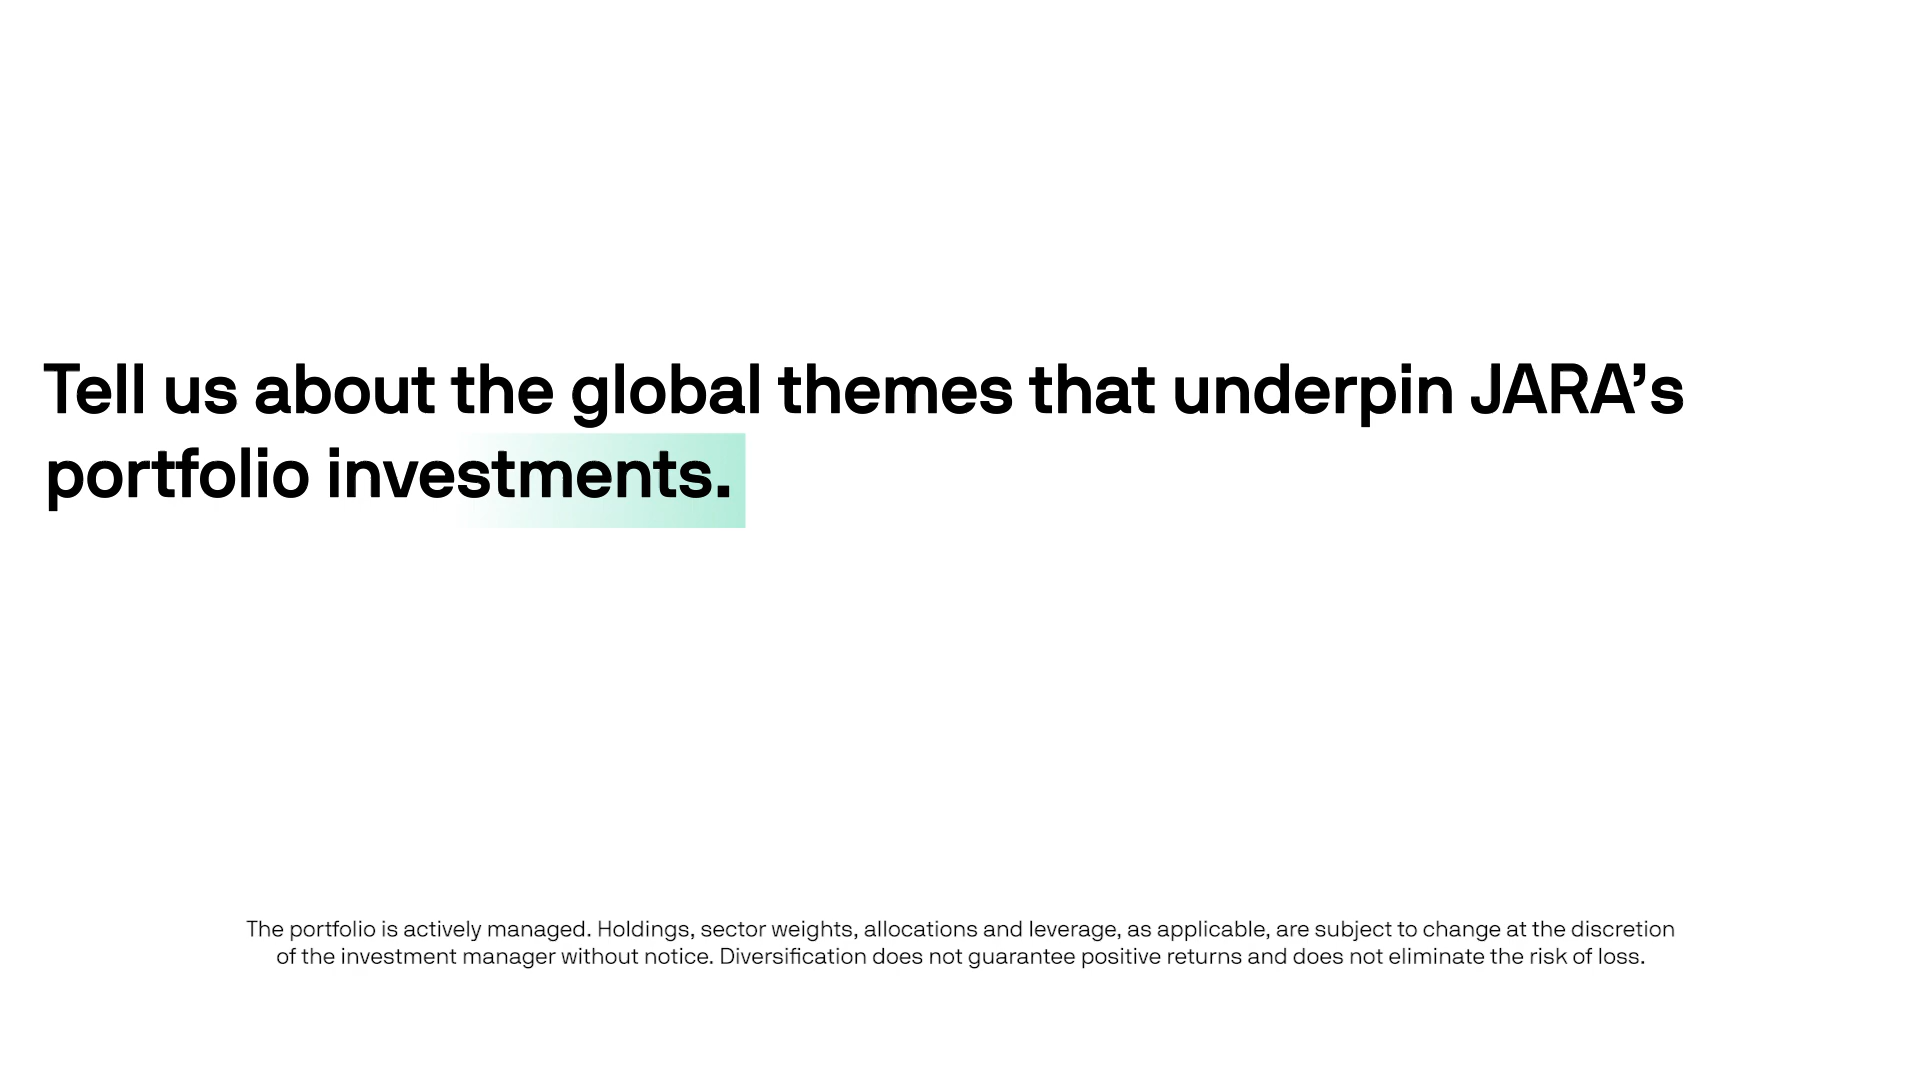 Tell us about the global themes that underpin JARA’s
portfolio investments.
The portfolio is actively managed. Holdings, sector weights, allocations and leverage, as applicable, are subject to change at the discretion
of the investment manager without notice. Diversification does not guarantee positive returns and does not eliminate the risk of loss.